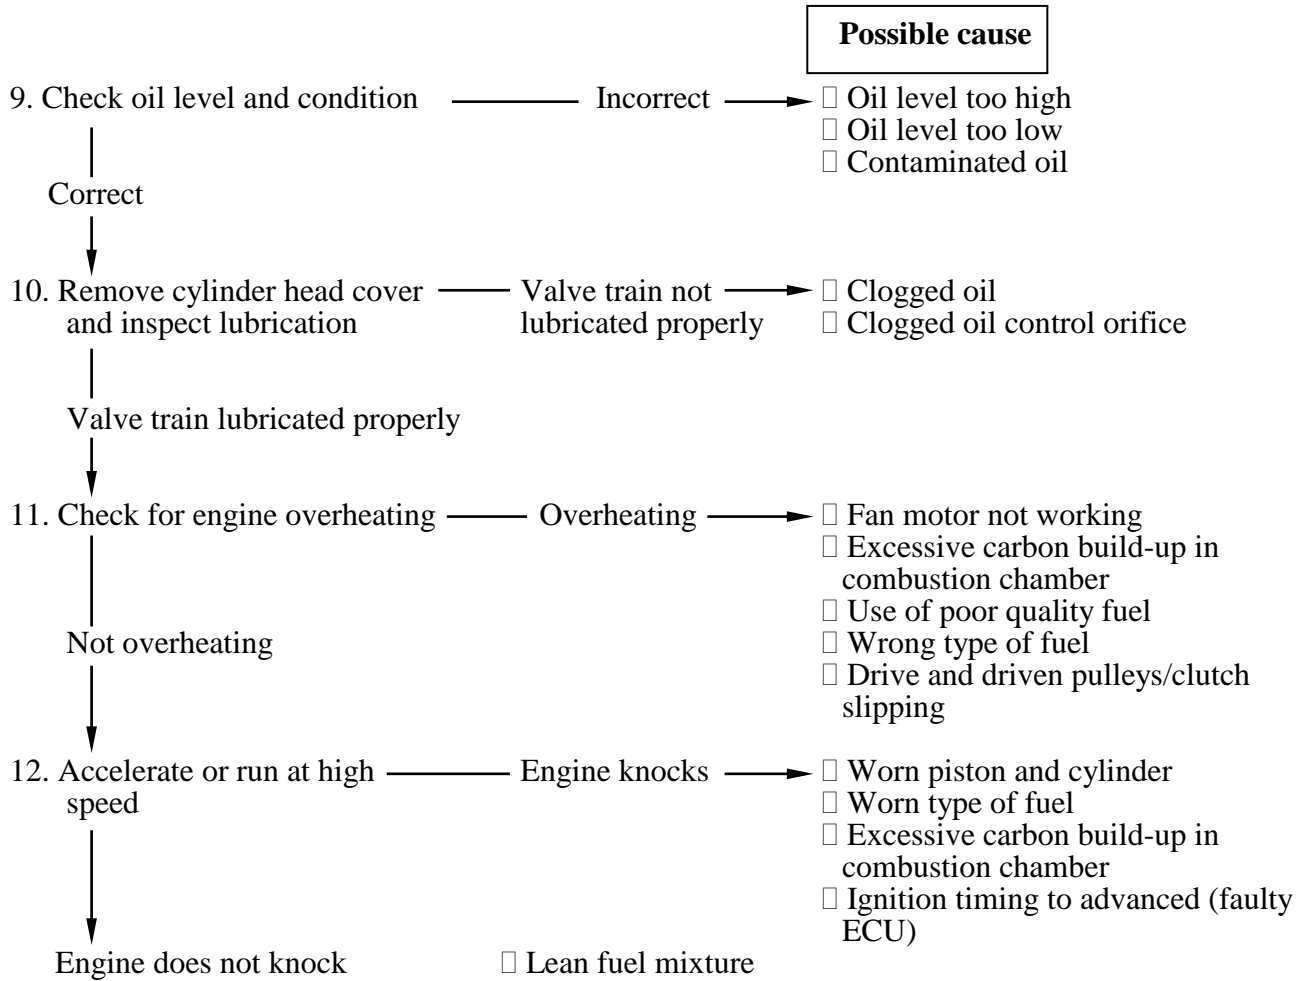 Possible cause
9. Check oil level and condition Incorrect □ Oil level too high
□ Oil level too low
□ Contaminated oil
Correct
10. Remove cylinder head cover Valve train not □ Clogged oil
and inspect lubrication lubricated properly □ Clogged oil control orifice
Valve train lubricated properly
11. Check for engine overheating Overheating □ Fan motor not working
□ Excessive carbon build-up in
combustion chamber
□ Use of poor quality fuel
Not overheating □ Wrong type of fuel
□ Drive and driven pulleys/clutch
slipping
12. Accelerate or run at high Engine knocks □ Worn piston and cylinder
speed □ Worn type of fuel
□ Excessive carbon build-up in
combustion chamber
□ Ignition timing to advanced (faulty
ECU)
Engine does not knock □ Lean fuel mixture